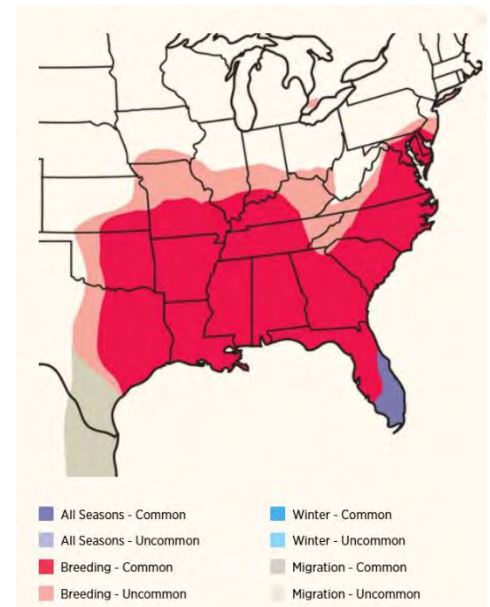 All Seasons - Common
All Seasons - Uncommon
Breeding - Common
Breeding - Uncommon
Winter - Common
Winter - Uncommon
Migration - Common
Migration - Uncommon